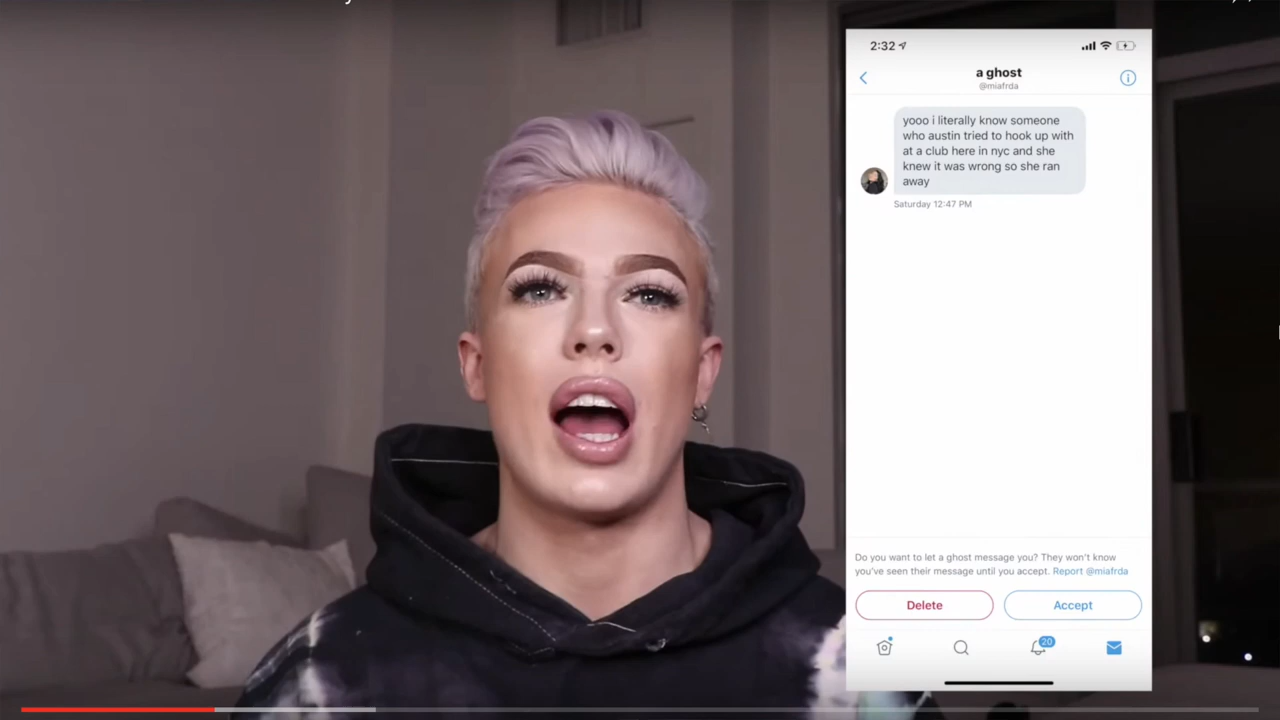 2:32
a ghost
@miafrda
yooo i literally know someone
who austin tried to hook up with
at a club here in nyc and she
knew it was wrong so she ran
away
Saturday 12:47 PM
Do you want to let a ghost message you? They won't know
you've seen their message until you accept. Report @miafrda
Delete
Accept
20